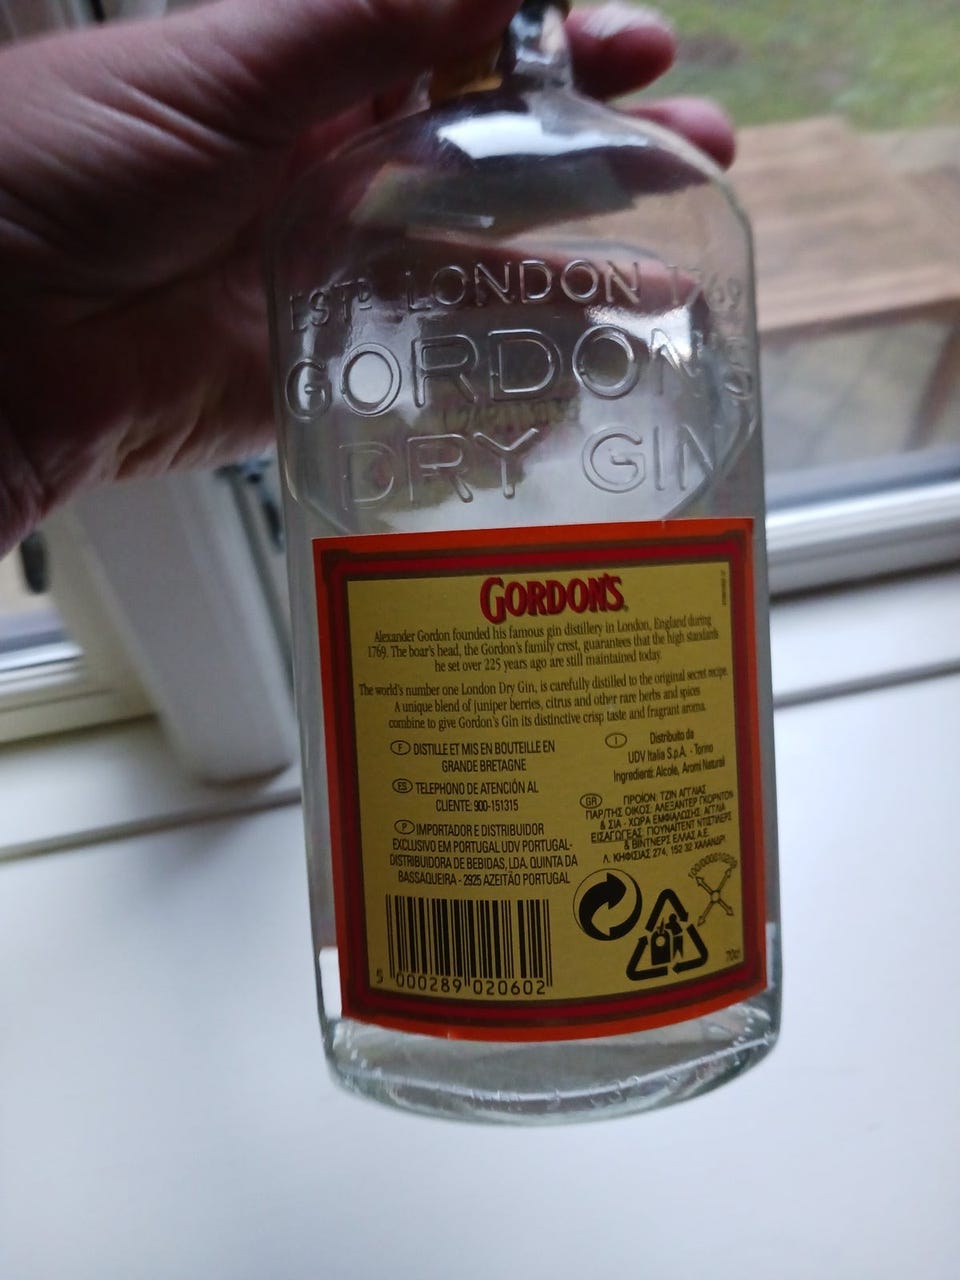 ESTD LONDON 1769
GORDON'S
DRY GIN
GORDON'S
Alexander Gordon founded his famous gin distillery in London, England during
1769. The boar's head, the Gordon's family crest, guarantees that the high standards
he set over 225 years ago are still maintained today.
The world's number one London Dry Gin, is carefully distilled to the original secret recipe.
A unique blend of juniper berries, citrus and other rare herbs and spices
combine to give Gordon's Gin its distinctive crisp taste and fragrant aroma.
F DISTILLE ET MIS EN BOUTEILLE EN
GRANDE BRETAGNE
ES TELEPHONO DE ATENCIÓN AL
CLIENTE: 900-151315
P IMPORTADOR E DISTRIBUIDOR
EXCLUSIVO EM PORTUGAL UDV PORTUGAL-
DISTRIBUIDORA DE BEBIDAS, LDA. QUINTA DA
BASSAQUEIRA - 2925 AZEITÃO PORTUGAL
I Distribuito da
UDV Italia S.p.A. - Torino
Ingredienti: Alcole, Aromi Naturali
GR ΠΡΟΪΟΝ: ΤΖΙΝ ΑΓΓΛΙΑΣ
ΠΑΡ/ΤΗΣ ΟΙΚΟΣ: ΑΛΕΞΑΝΤΕΡ ΓΚΟΡΝΤΟΝ
& ΣΙΑ - ΧΩΡΑ ΕΜΦΙΑΛΩΣΗΣ: ΑΓΓΛΙΑ
ΕΙΣΑΓΩΓΕΑΣ: ΓΙΟΥΝΑΪΤΕΝΤ ΝΤΙΣΤΙΛΕΡΣ
& ΒΙΝΤΝΕΡΣ ΕΛΛΑΣ Α.Ε.
Λ. ΚΗΦΙΣΙΑΣ 274, 152 32 ΧΑΛΑΝΔΡΙ
5 000289 020602
70cl